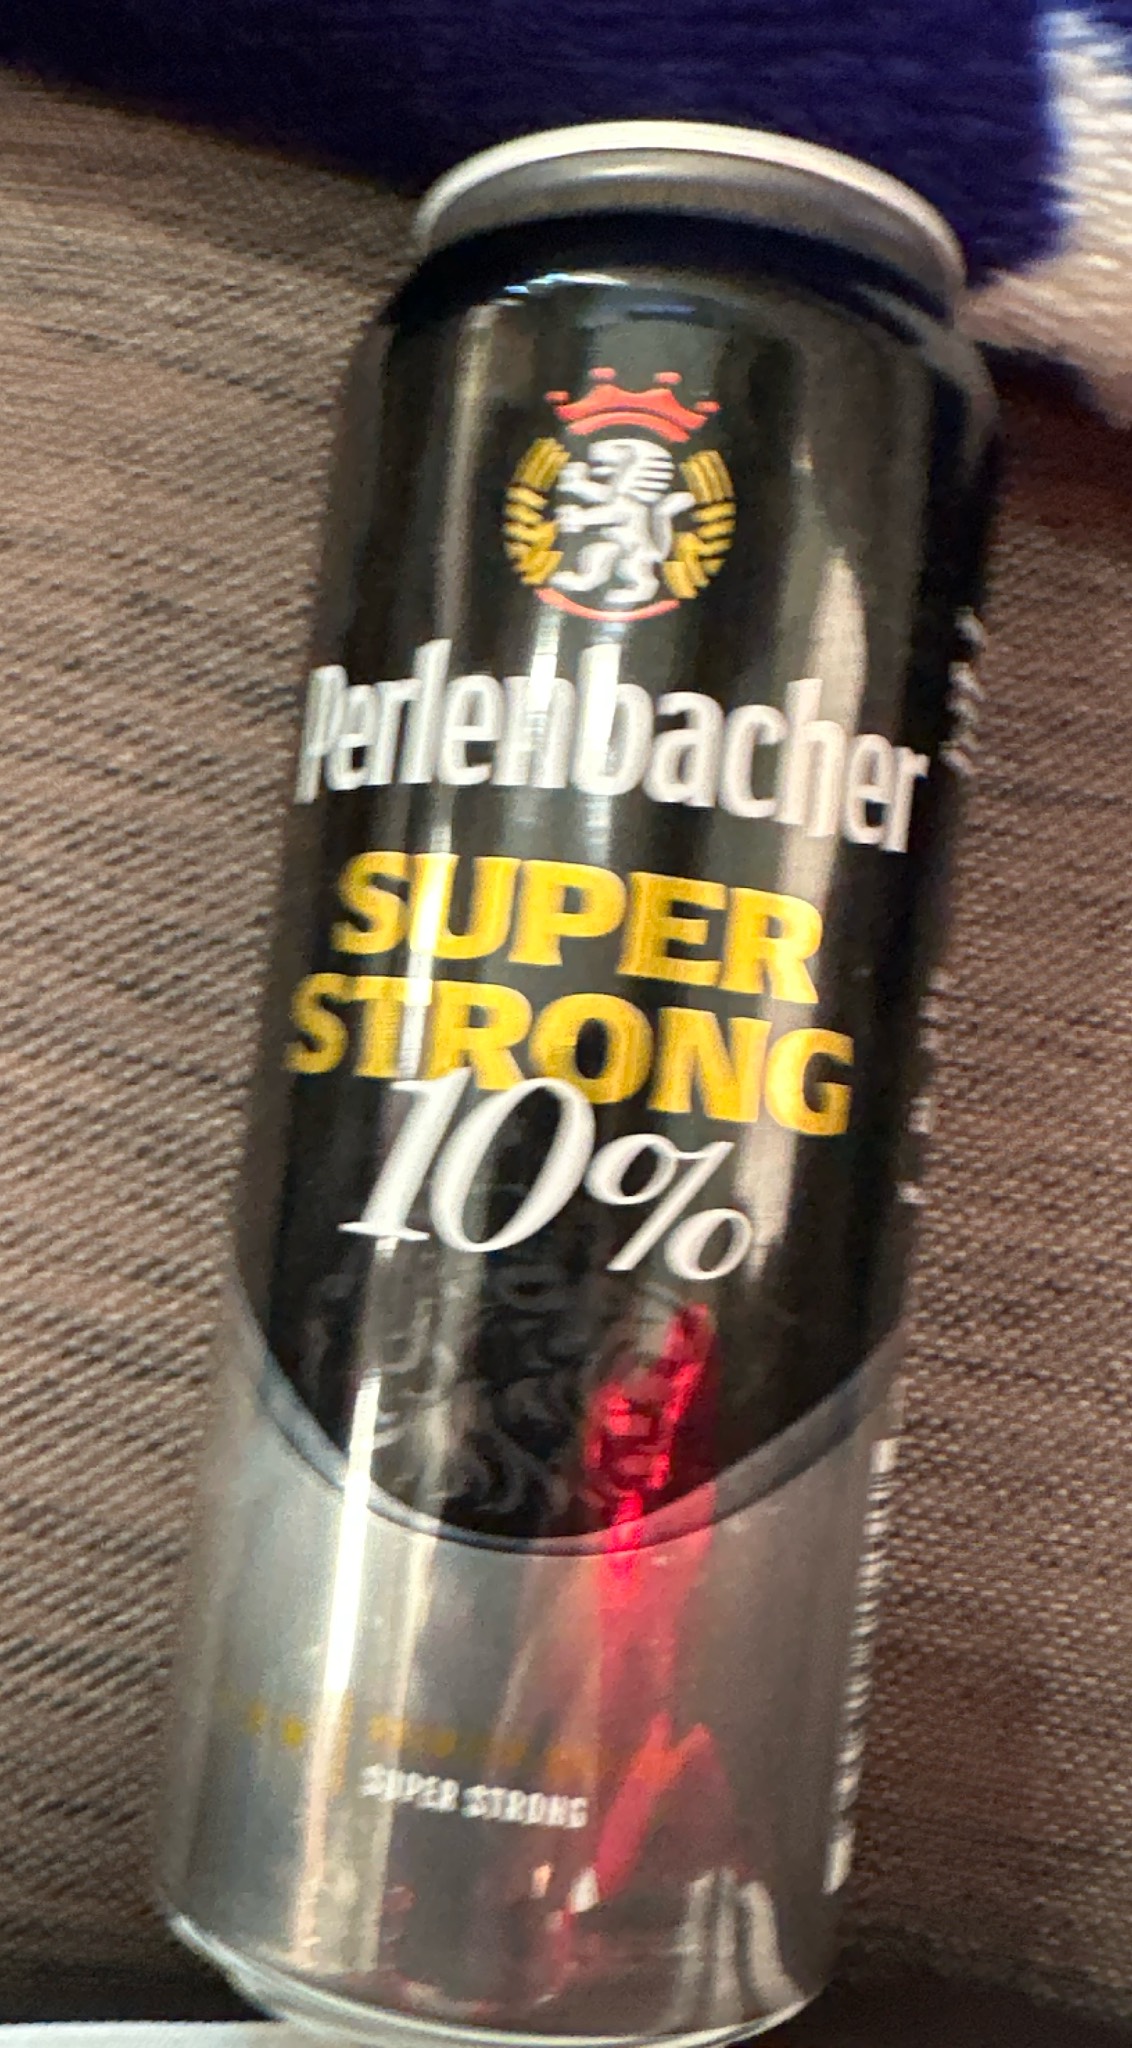 Perlenbacher
SUPER
STRONG
10%
SUPER STRONG